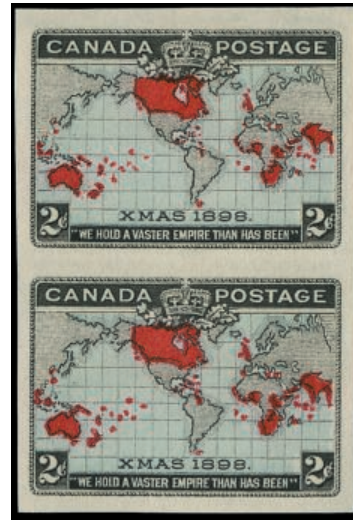 CANADA POSTAGE
2¢ XMAS 1898. 2¢
"WE HOLD A VASTER EMPIRE THAN HAS BEEN"
CANADA POSTAGE
2¢ XMAS 1898. 2¢
"WE HOLD A VASTER EMPIRE THAN HAS BEEN"